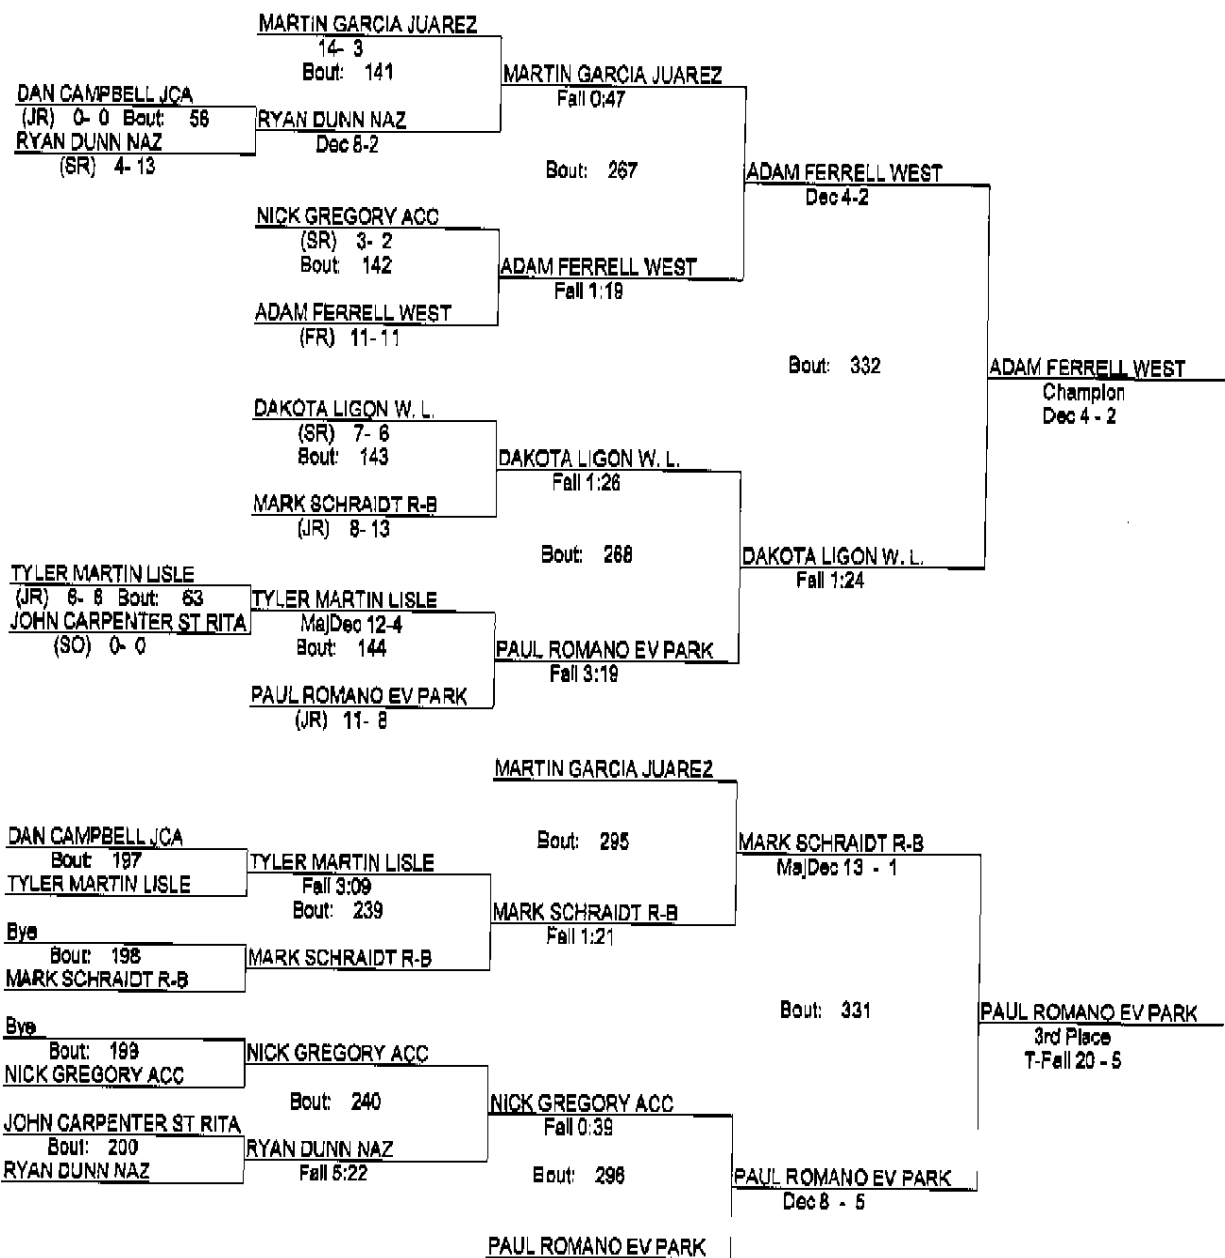 MARTIN GARCIA JUAREZ
14- 3
Bout: 141
MARTIN GARCIA JUAREZ
Fall 0:47
DAN CAMPBELL JCA
(JR) 0- 0 Bout: 56
RYAN DUNN NAZ
RYAN DUNN NAZ
Dec 8-2
(SR) 4- 13
Bout: 267
ADAM FERRELL WEST
Dec 4-2
NICK GREGORY ACC
(SR) 3- 2
Bout: 142
ADAM FERRELL WEST
Fall 1:19
ADAM FERRELL WEST
(FR) 11- 11
Bout: 332
ADAM FERRELL WEST
Champion
Dec 4 - 2
DAKOTA LIGON W. L.
(SR) 7- 6
Bout: 143
DAKOTA LIGON W. L.
Fall 1:26
MARK SCHRAIDT R-B
(JR) 8- 13
Bout: 268
DAKOTA LIGON W. L.
Fall 1:24
TYLER MARTIN LISLE
(JR) 6- 6 Bout: 63
JOHN CARPENTER ST RITA
(SO) 0- 0
TYLER MARTIN LISLE
MajDec 12-4
Bout: 144
PAUL ROMANO EV PARK
Fall 3:19
PAUL ROMANO EV PARK
(JR) 11- 8
MARTIN GARCIA JUAREZ
Bout: 295
MARK SCHRAIDT R-B
MajDec 13 - 1
DAN CAMPBELL JCA
Bout: 197
TYLER MARTIN LISLE
TYLER MARTIN LISLE
Fall 3:09
Bout: 239
MARK SCHRAIDT R-B
Fall 1:21
Bye
Bout: 198
MARK SCHRAIDT R-B
MARK SCHRAIDT R-B
Bout: 331
PAUL ROMANO EV PARK
3rd Place
T-Fall 20 - 5
Bye
Bout: 199
NICK GREGORY ACC
NICK GREGORY ACC
Bout: 240
NICK GREGORY ACC
Fall 0:39
JOHN CARPENTER ST RITA
Bout: 200
RYAN DUNN NAZ
RYAN DUNN NAZ
Fall 5:22
Bout: 296
PAUL ROMANO EV PARK
Dec 8 - 5
PAUL ROMANO EV PARK